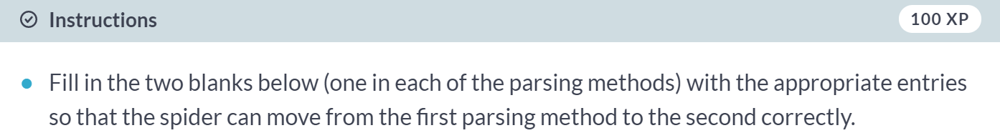 Instructions
100 XP
Fill in the two blanks below (one in each of the parsing methods) with the appropriate entries
so that the spider can move from the first parsing method to the second correctly.